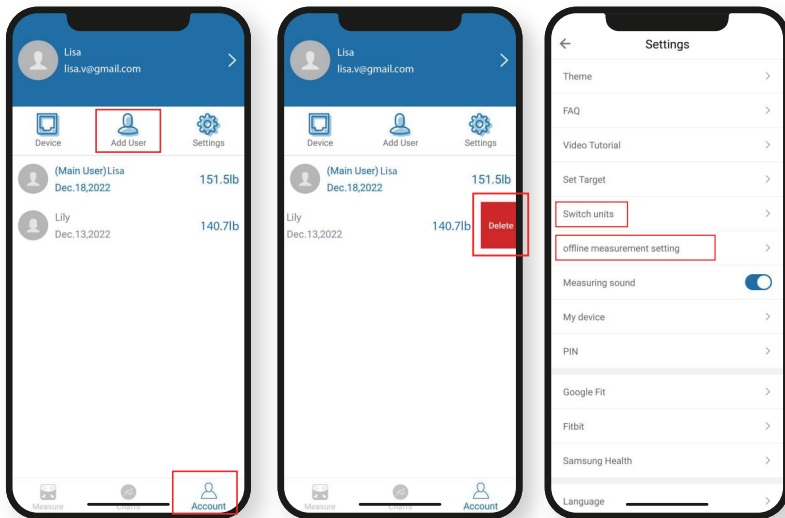 Lisa
lisa.v@gmail.com
Device
Add User
Settings
(Main User)Lisa
Dec.18,2022
151.5lb
Lily
Dec.13,2022
140.7lb
Measure
Charts
Account
Lisa
lisa.v@gmail.com
Device
Add User
Settings
(Main User)Lisa
Dec.18,2022
151.5lb
Lily
Dec.13,2022
140.7lb
Delete
Measure
Charts
Account
Settings
Theme
FAQ
Video Tutorial
Set Target
Switch units
offline measurement setting
Measuring sound
My device
PIN
Google Fit
Fitbit
Samsung Health
Language